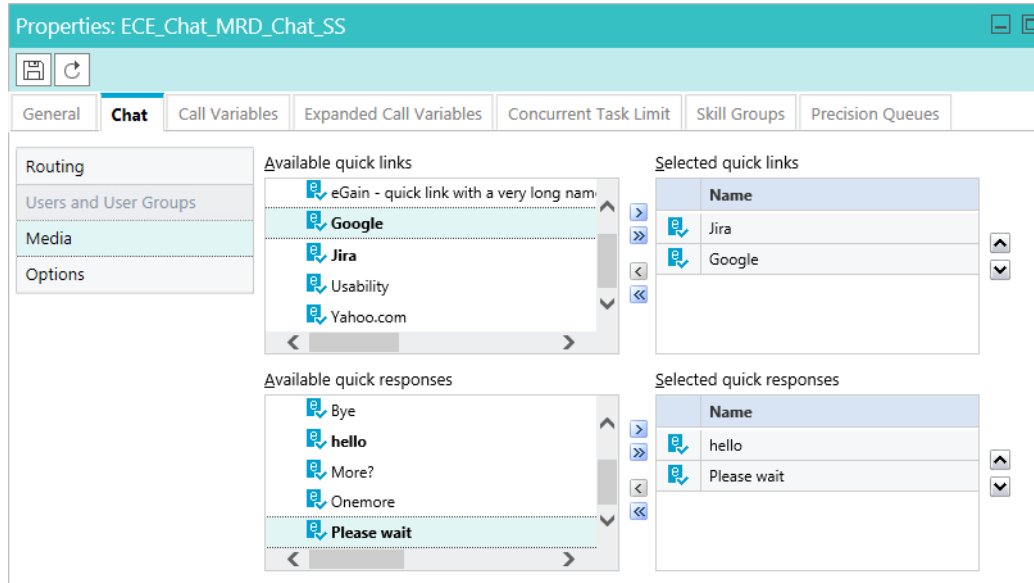 Properties: ECE_Chat_MRD_Chat_SS
General Chat Call Variables Expanded Call Variables Concurrent Task Limit Skill Groups Precision Queues
Routing
Users and User Groups
Media
Options
Available quick links
eGain - quick link with a very long nam
Google
Jira
Usability
Yahoo.com
Selected quick links
Name
Jira
Google
Available quick responses
Bye
hello
More?
Onemore
Please wait
Selected quick responses
Name
hello
Please wait